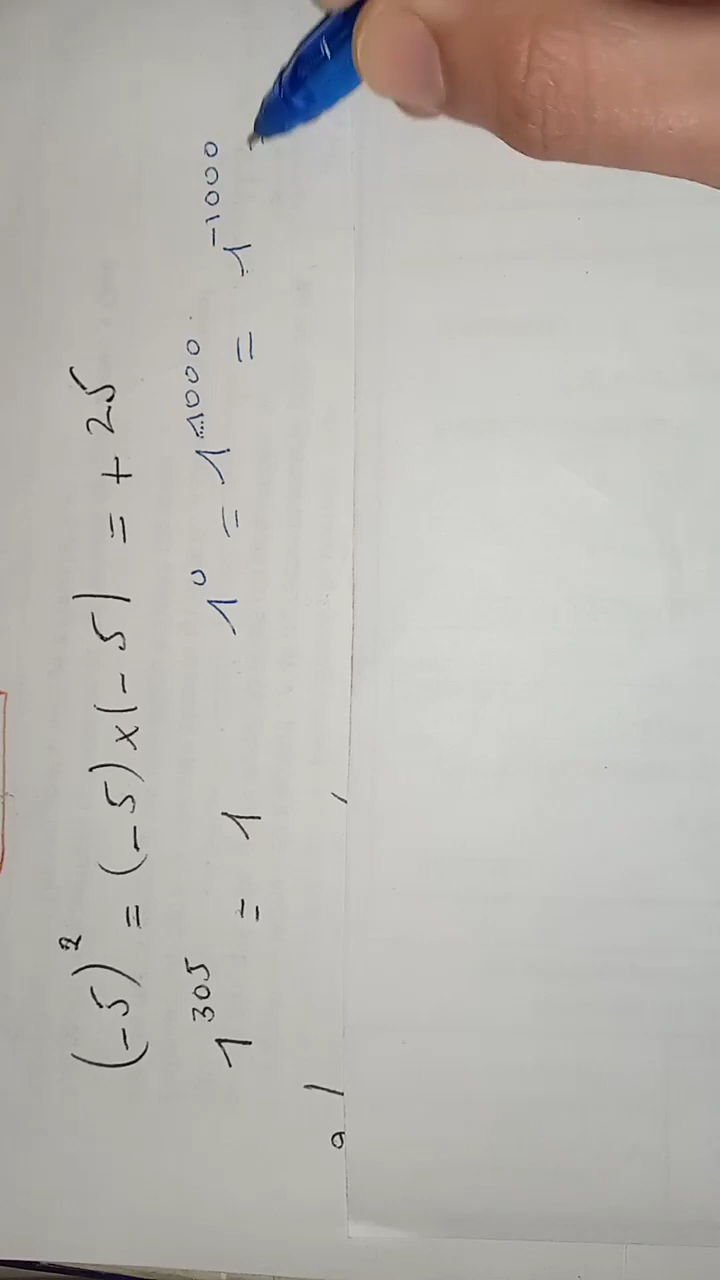 (-5)² = (-5)x(-5) = + 25
1³⁰⁵ = 1 1⁰ = 1¹⁰⁰⁰ = 1⁻¹⁰⁰⁰